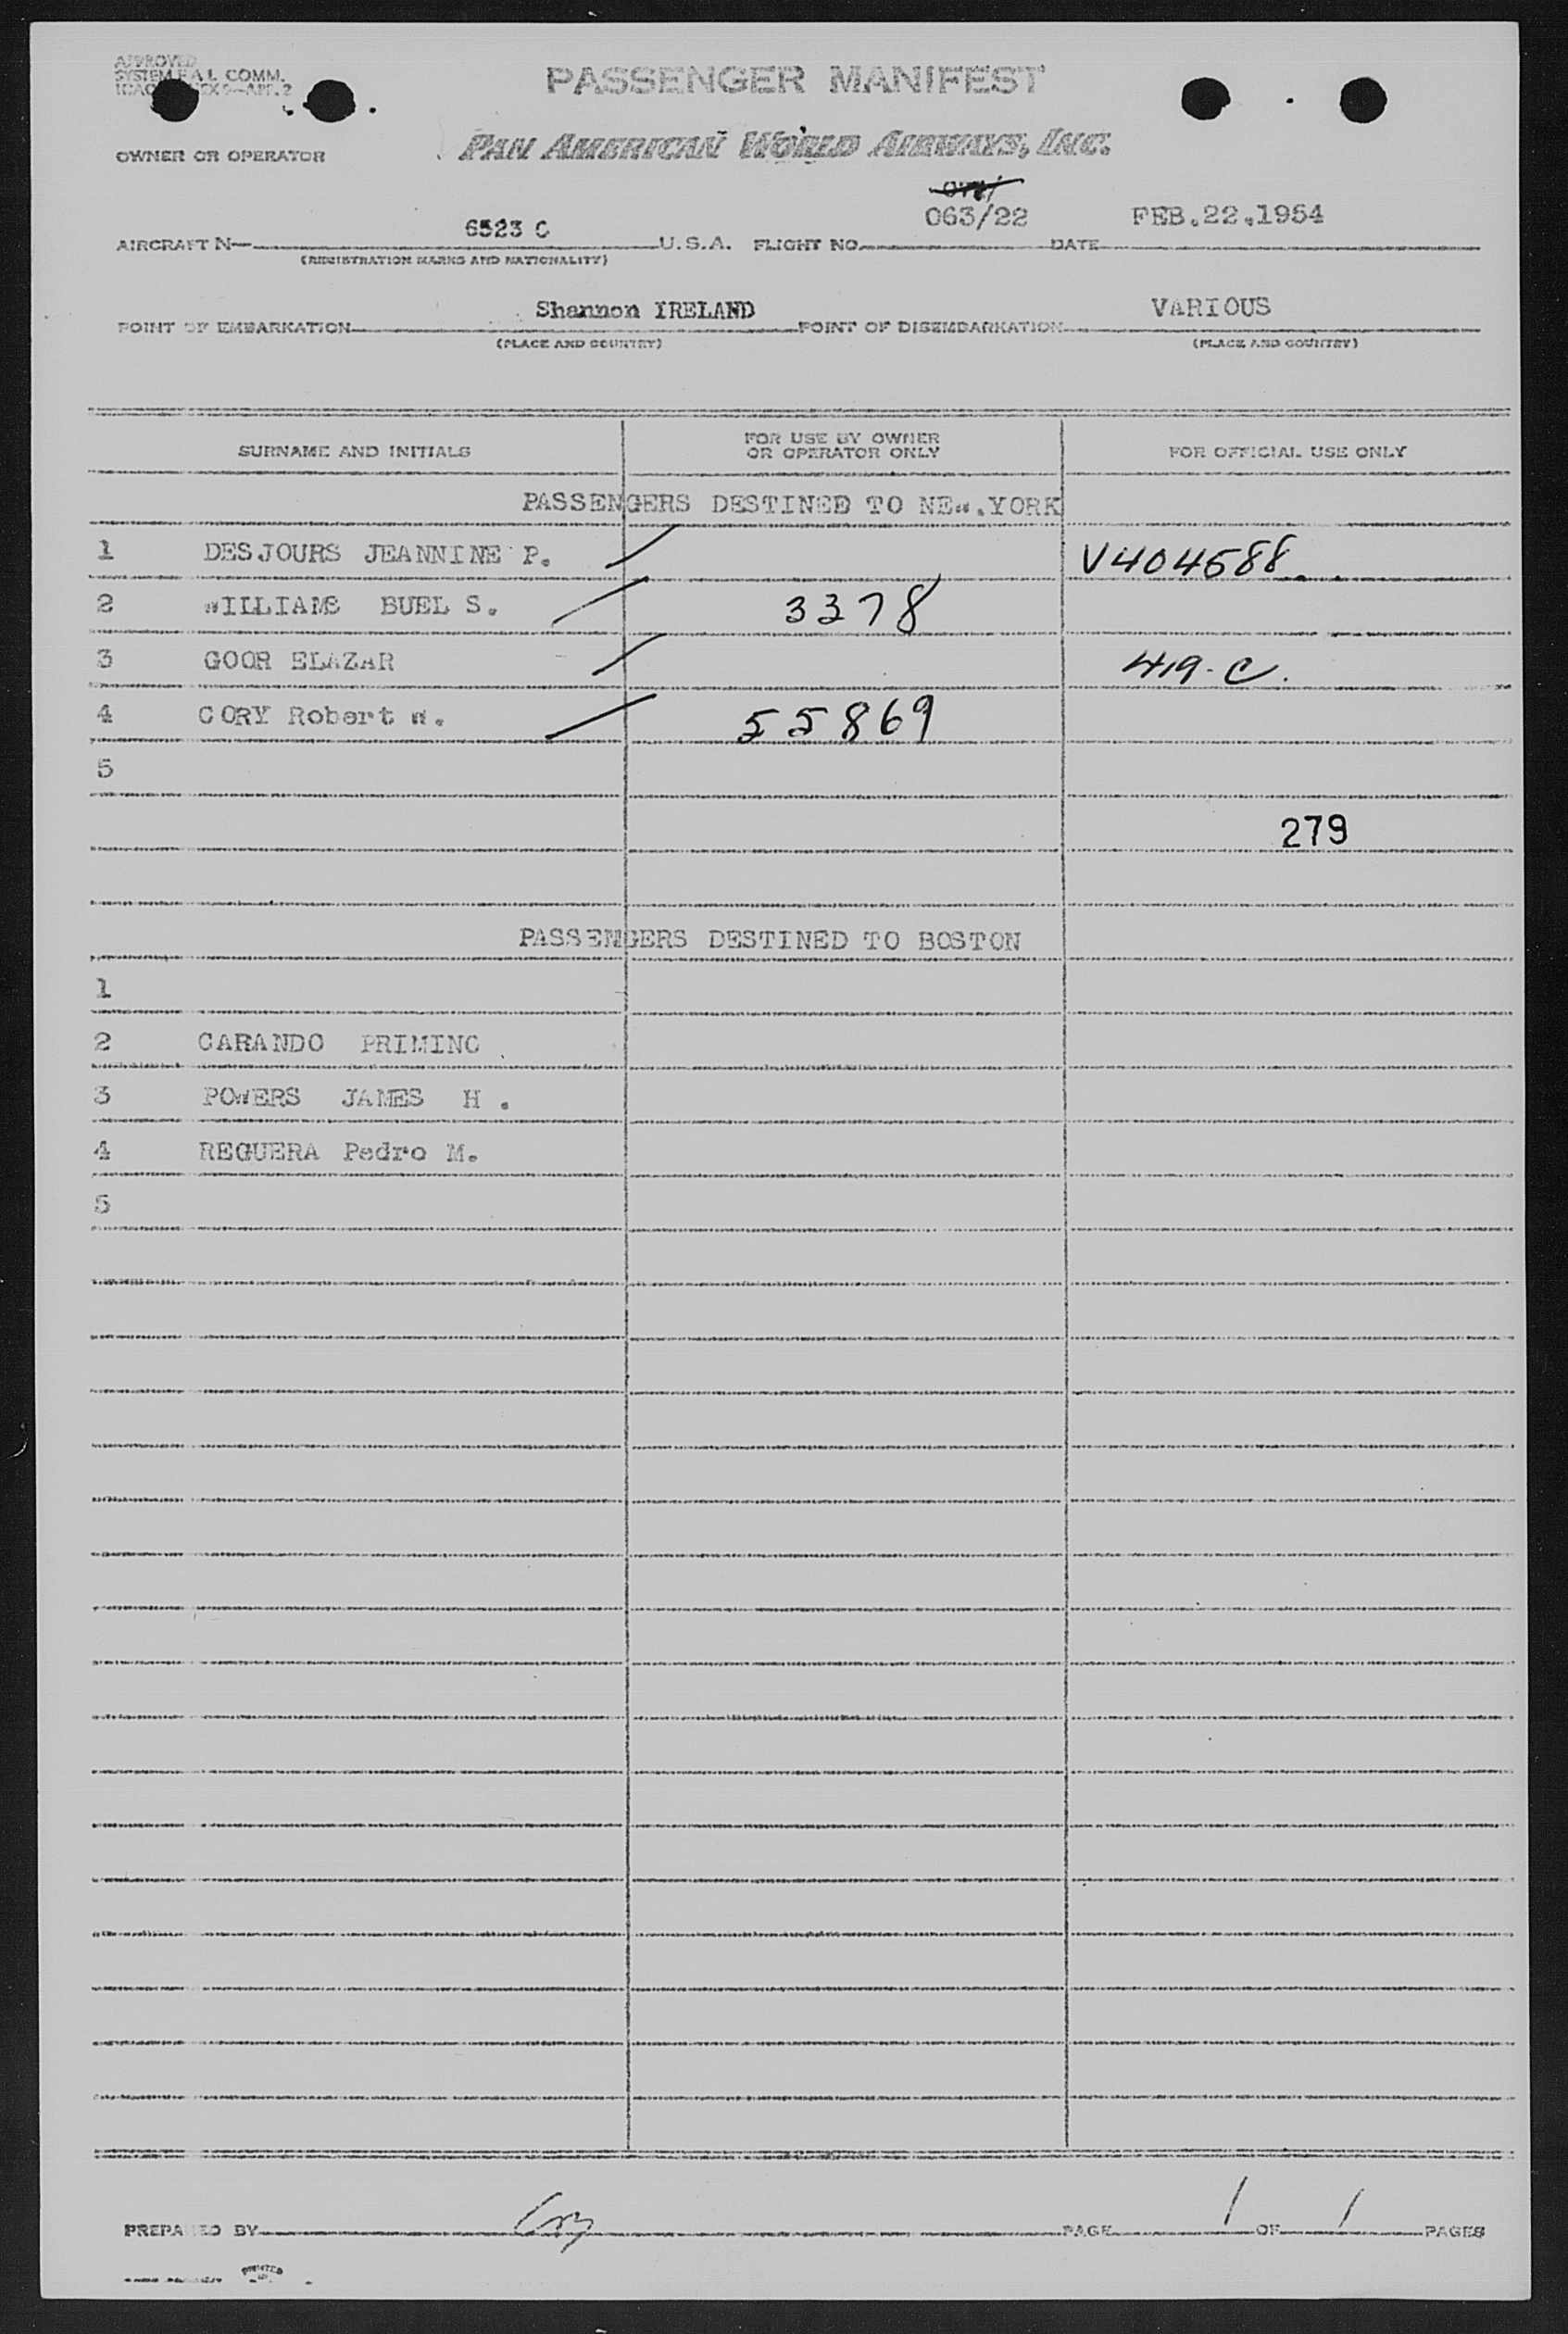 APPROVED
SYSTEM F A L COMM.
PASSENGER MANIFEST
OWNER OR OPERATOR PAN AMERICAN WORLD AIRWAYS, INC.
063/22
AIRCRAFT N— 6523 C U.S.A. FLIGHT NO. DATE FEB.22.1954
(REGISTRATION MARKS AND NATIONALITY)
POINT OF EMBARKATION Shannon IRELAND POINT OF DISEMBARKATION VARIOUS
(PLACE AND COUNTRY) (PLACE AND COUNTRY)
SURNAME AND INITIALS FOR USE BY OWNER OR OPERATOR ONLY FOR OFFICIAL USE ONLY
PASSENGERS DESTINED TO NEW.YORK
1 DESJOURS JEANNINE P. V404588
2 WILLIAMS BUEL S. 3378
3 GOOR ELAZAR 419-C.
4 CORY Robert W. 55869
5
279
PASSENGERS DESTINED TO BOSTON
1
2 CARANDO PRIMINO
3 POWERS JAMES H .
4 REGUERA Pedro M.
5
PREPARED BY PAGE 1 OF 1 PAGES
PRINTED